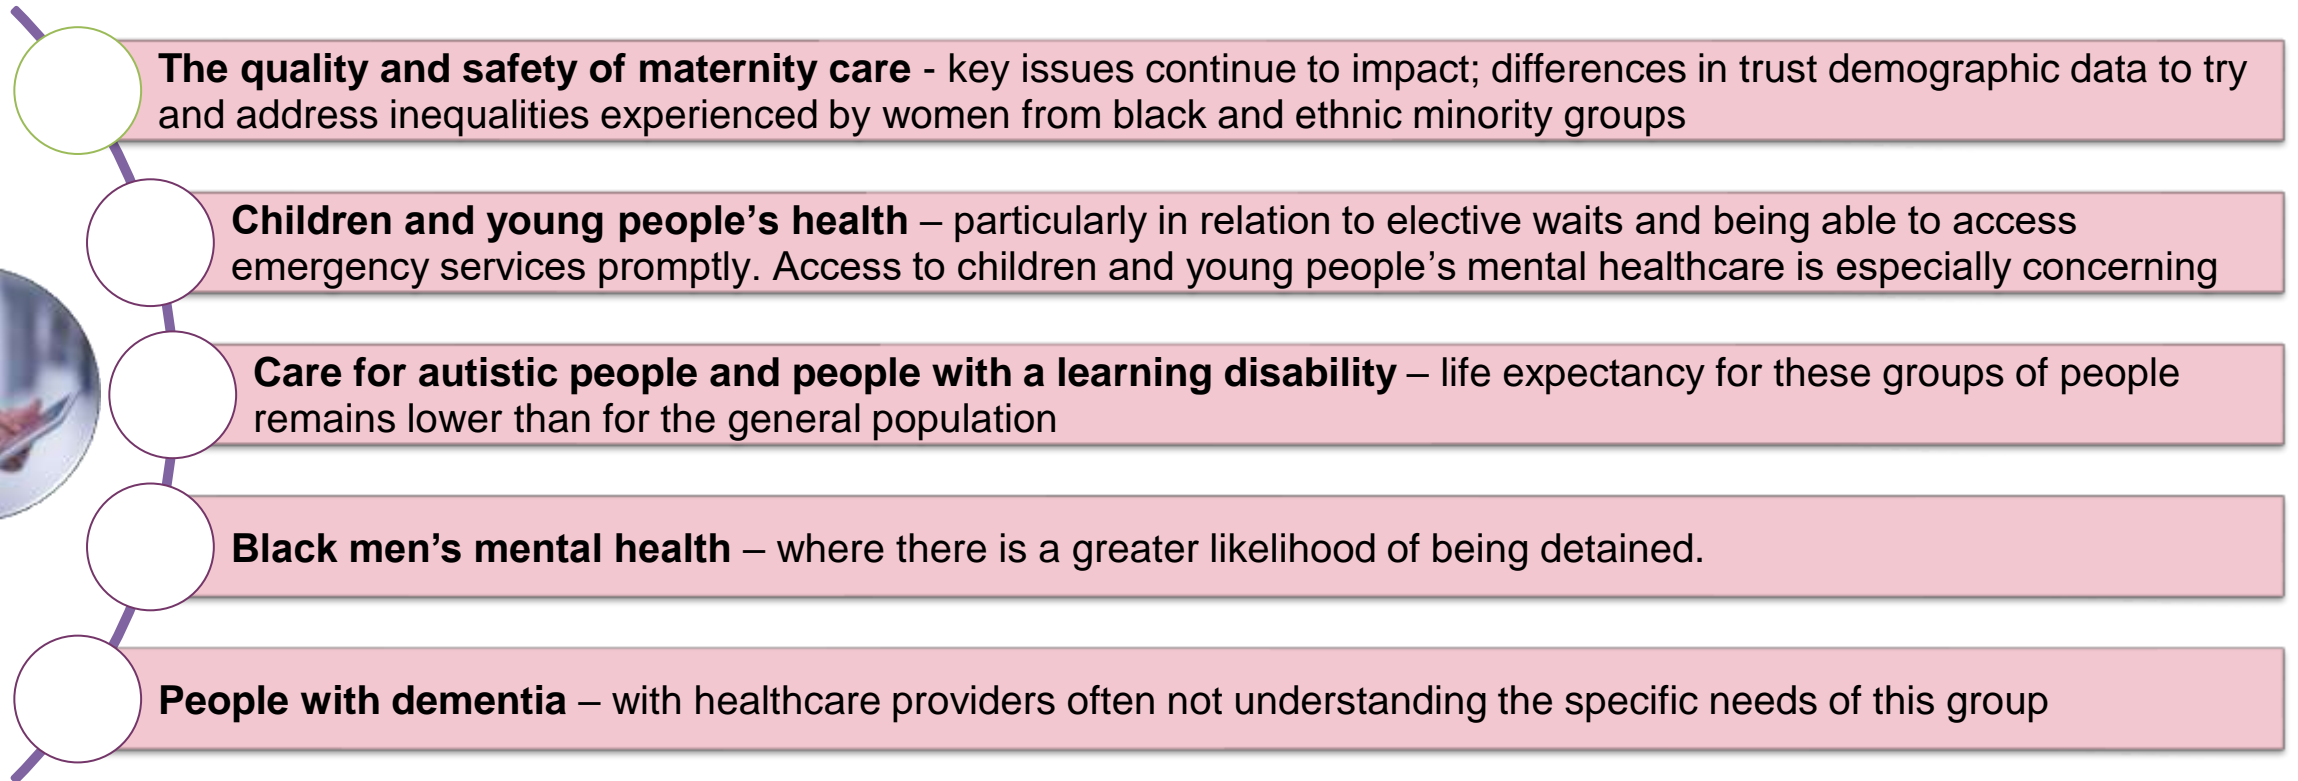 The quality and safety of maternity care - key issues continue to impact; differences in trust demographic data to try
and address inequalities experienced by women from black and ethnic minority groups
Children and young people’s health – particularly in relation to elective waits and being able to access
emergency services promptly. Access to children and young people’s mental healthcare is especially concerning
Care for autistic people and people with a learning disability – life expectancy for these groups of people
remains lower than for the general population
Black men’s mental health – where there is a greater likelihood of being detained.
People with dementia – with healthcare providers often not understanding the specific needs of this group